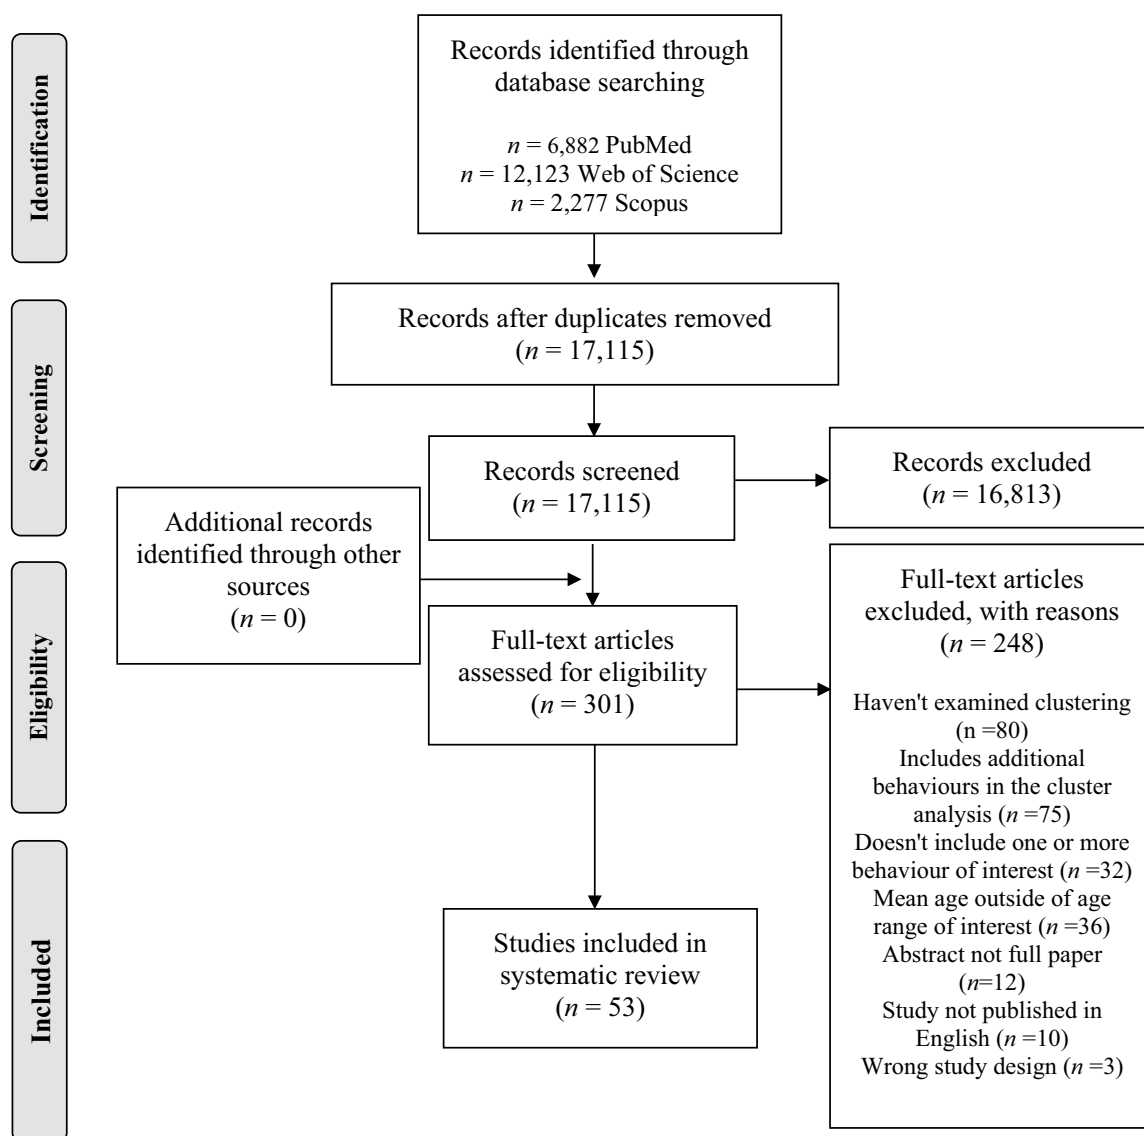 Identification
Records identified through
database searching
n = 6,882 PubMed
n = 12,123 Web of Science
n = 2,277 Scopus
Records after duplicates removed
(n = 17,115)
Screening
Records screened
(n = 17,115)
Records excluded
(n = 16,813)
Additional records
identified through other
sources
(n = 0)
Eligibility
Full-text articles
assessed for eligibility
(n = 301)
Full-text articles
excluded, with reasons
(n = 248)
Haven't examined clustering
(n =80)
Includes additional
behaviours in the cluster
analysis (n =75)
Doesn't include one or more
behaviour of interest (n =32)
Mean age outside of age
range of interest (n =36)
Abstract not full paper
(n=12)
Study not published in
English (n =10)
Wrong study design (n =3)
Included
Studies included in
systematic review
(n = 53)